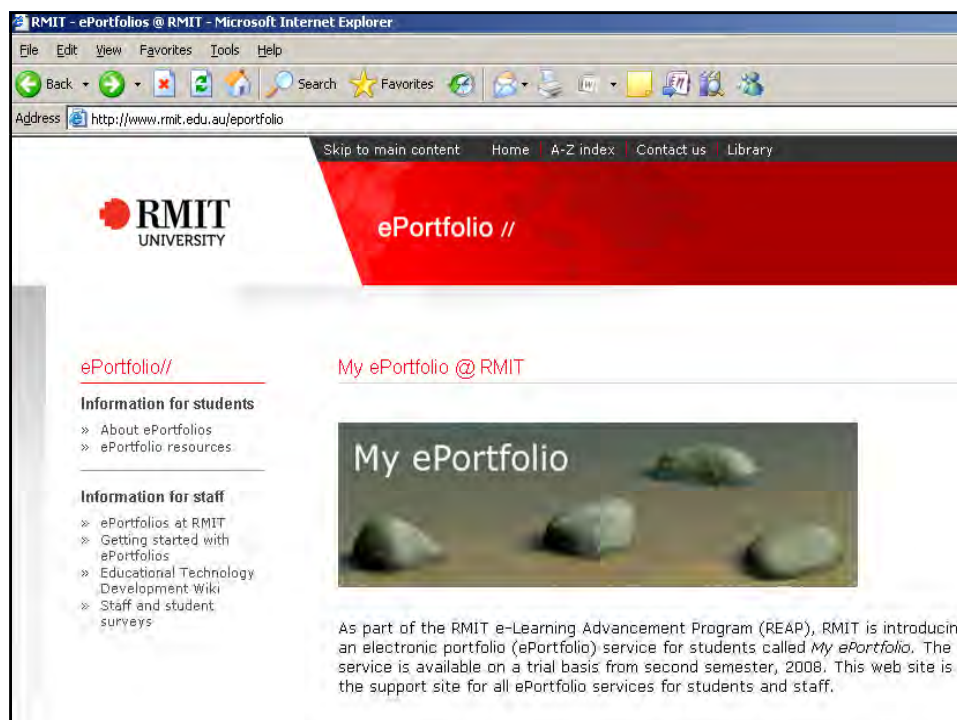 RMIT - ePortfolios @ RMIT - Microsoft Internet Explorer
File Edit View Favorites Tools Help
Back Search Favorites
Address http://www.rmit.edu.au/eportfolio
Skip to main content Home A-Z index Contact us Library
RMIT
UNIVERSITY
ePortfolio //
ePortfolio//
Information for students
» About ePortfolios
» ePortfolio resources
Information for staff
» ePortfolios at RMIT
» Getting started with
ePortfolios
» Educational Technology
Development Wiki
» Staff and student
surveys
My ePortfolio @ RMIT
My ePortfolio
As part of the RMIT e-Learning Advancement Program (REAP), RMIT is introducin
an electronic portfolio (ePortfolio) service for students called My ePortfolio. The
service is available on a trial basis from second semester, 2008. This web site is
the support site for all ePortfolio services for students and staff.